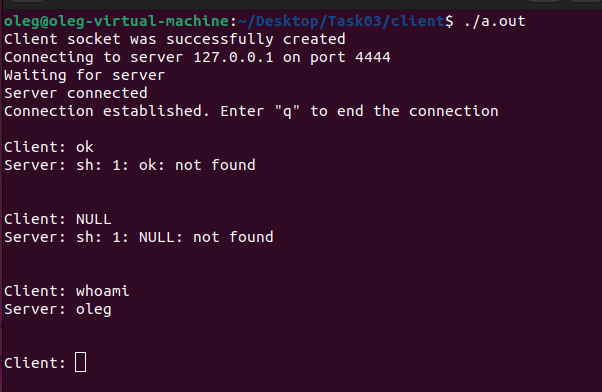 oleg@oleg-virtual-machine:~/Desktop/Task03/client$ ./a.out
Client socket was successfully created
Connecting to server 127.0.0.1 on port 4444
Waiting for server
Server connected
Connection established. Enter "q" to end the connection
Client: ok
Server: sh: 1: ok: not found
Client: NULL
Server: sh: 1: NULL: not found
Client: whoami
Server: oleg
Client: